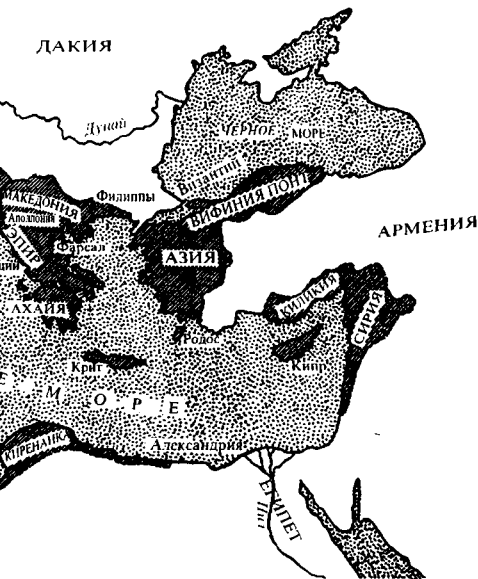 ДАКИЯ
Дунай
ЧЕРНОЕ МОРЕ
Византий
ВИФИНИЯ ПОНТ
МАКЕДОНИЯ
Филиппы
Аполлония
ЭПИР
Фарсал
АЗИЯ
АРМЕНИЯ
АХАЙЯ
КИЛИКИЯ
СИРИЯ
Родос
Крит
Кипр
Е М О Р Е
КИРЕНАИКА
Александрия
ЕГИПЕТ
Нил